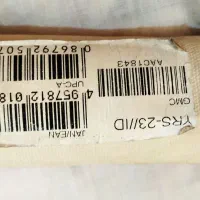 YRS-23//ID
GMC
AAC1843
UPC-A
0 86792 507
JAN/EAN
4 957812 018